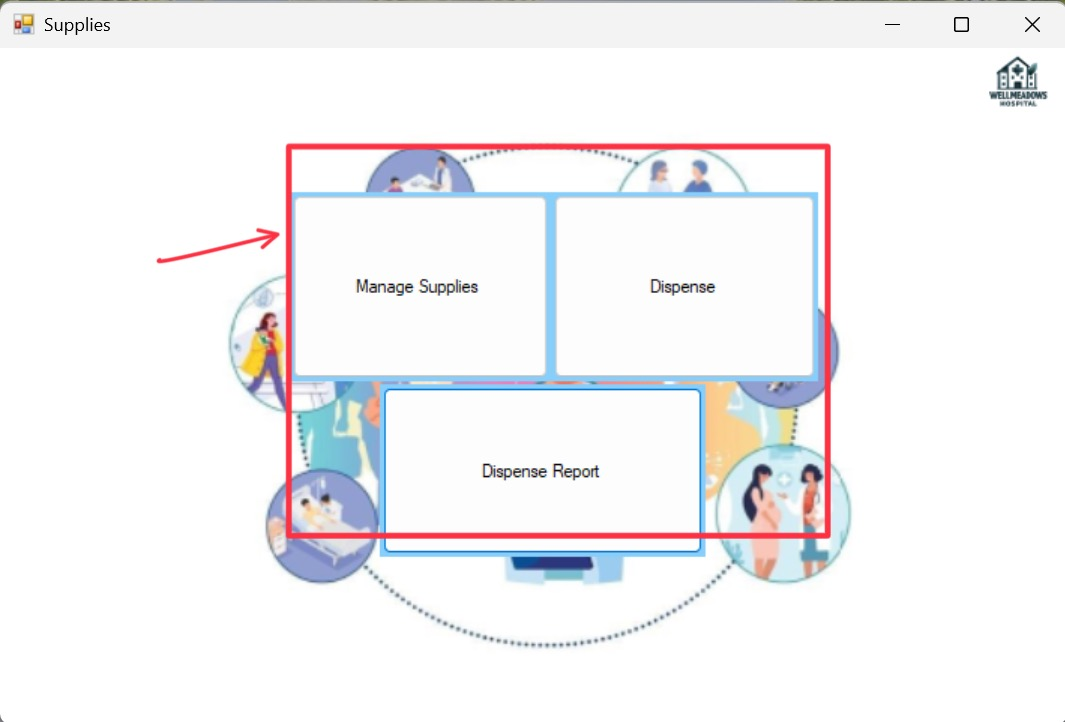 Supplies
WELLMEADOWS
HOSPITAL
Manage Supplies
Dispense
Dispense Report